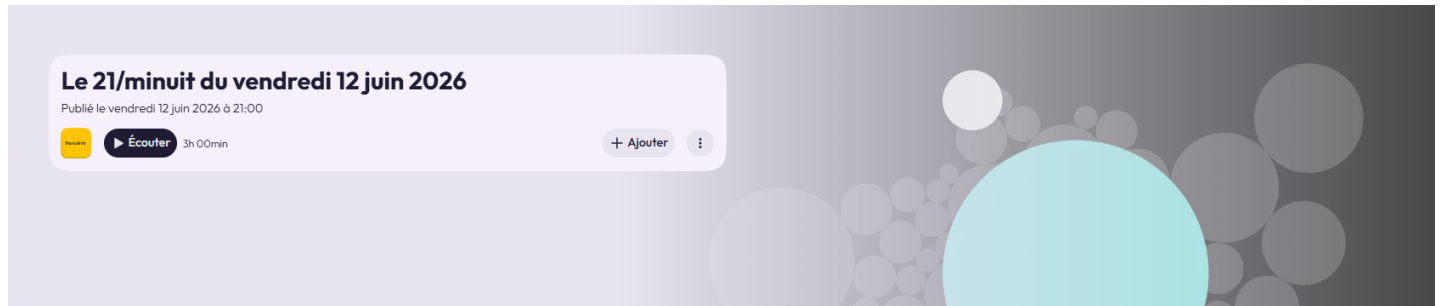 Le 21/minuit du vendredi 12 juin 2026
Publié le vendredi 12 juin 2026 à 21:00
franceinfo
Écouter
3h 00min
+ Ajouter